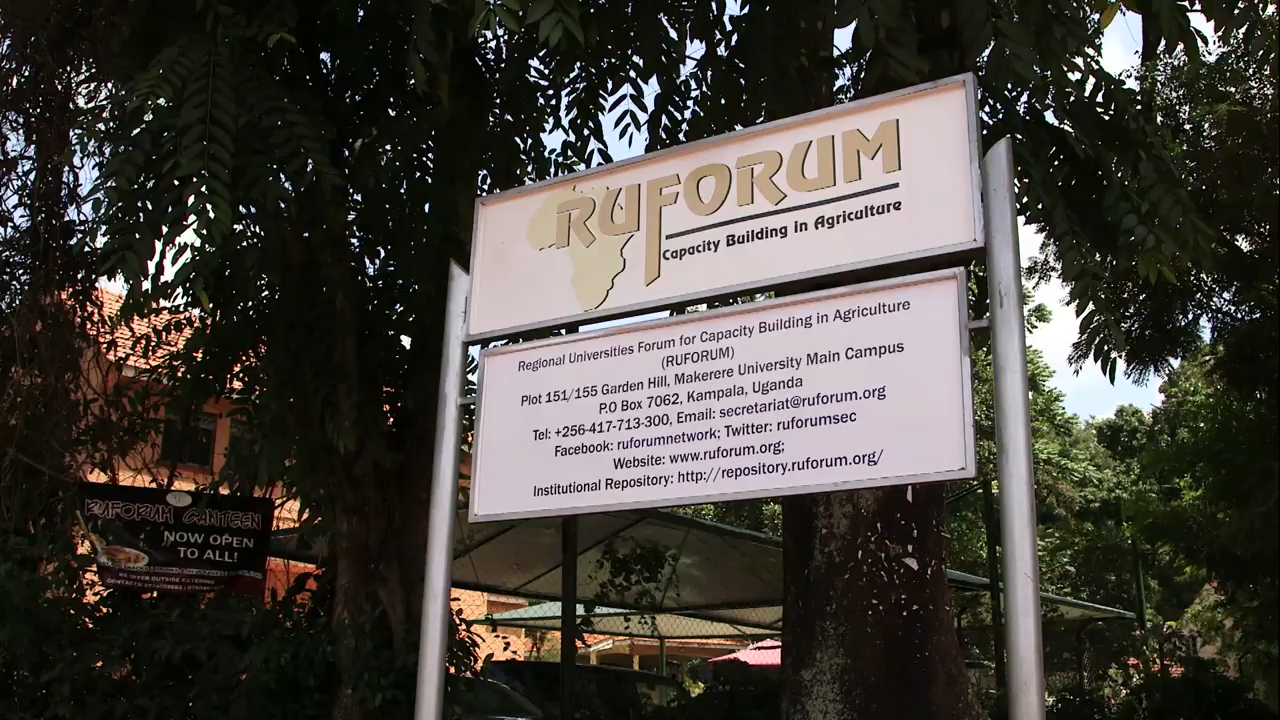 RUFORUM
Capacity Building in Agriculture
Regional Universities Forum for Capacity Building in Agriculture
(RUFORUM)
Plot 151/155 Garden Hill, Makerere University Main Campus
P.O Box 7062, Kampala, Uganda
Tel: +256-417-713-300, Email: secretariat@ruforum.org
Facebook: ruforumnetwork; Twitter: ruforumsec
Website: www.ruforum.org;
Institutional Repository: http://repository.ruforum.org/
RUFORUM CANTEEN
NOW OPEN
TO ALL!
OUTSIDE CATERING